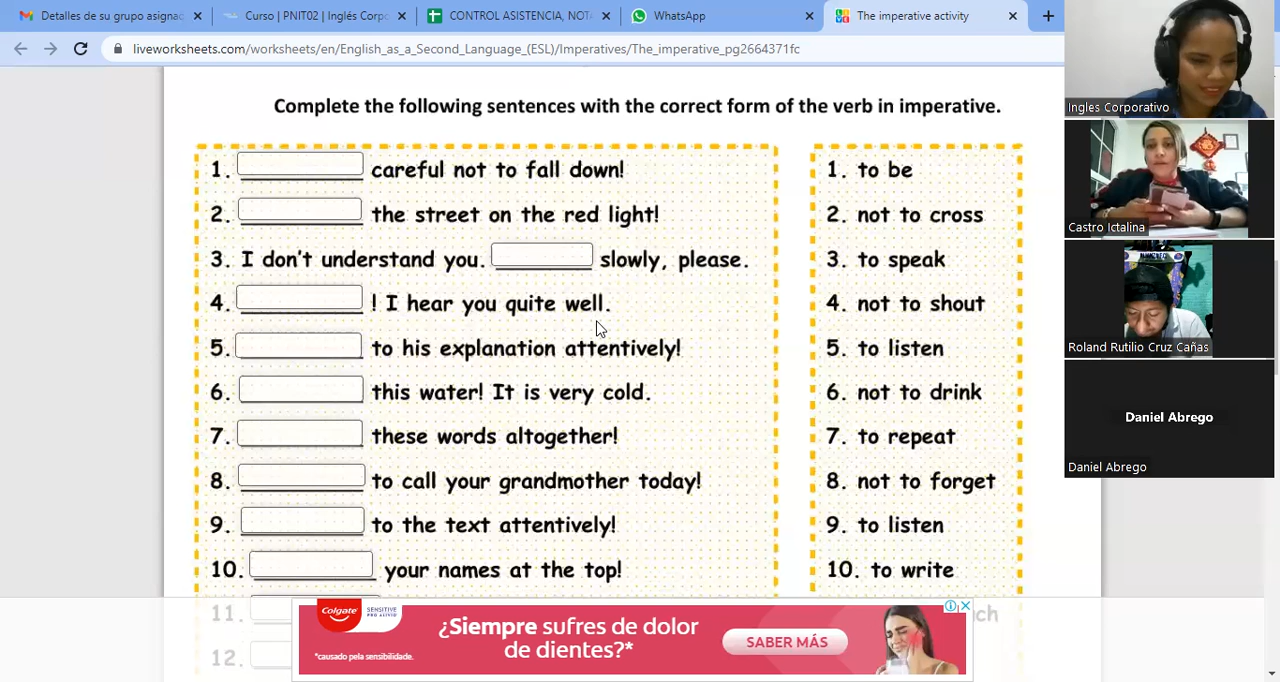 Detalles de su grupo asignac
Curso | PNIT02 | Inglés Corpo
CONTROL ASISTENCIA, NOTA
WhatsApp
The imperative activity
liveworksheets.com/worksheets/en/English_as_a_Second_Language_(ESL)/Imperatives/The_imperative_pg2664371fc
Complete the following sentences with the correct form of the verb in imperative.
1. careful not to fall down!
2. the street on the red light!
3. I don't understand you. slowly, please.
4. ! I hear you quite well.
5. to his explanation attentively!
6. this water! It is very cold.
7. these words altogether!
8. to call your grandmother today!
9. to the text attentively!
10. your names at the top!
11.
12.
1. to be
2. not to cross
3. to speak
4. not to shout
5. to listen
6. not to drink
7. to repeat
8. not to forget
9. to listen
10. to write
ch
Colgate
SENSITIVE
PRO ALIVIO
*causado pela sensibilidade.
¿Siempre sufres de dolor
de dientes?*
SABER MÁS
Ingles Corporativo
Castro Ictalina
Roland Rutilio Cruz Cañas
Daniel Abrego
Daniel Abrego